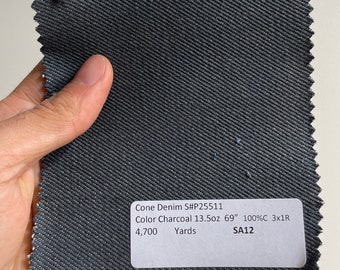 Cone Denim S#P25511
Color Charcoal 13.5oz 69" 100%C 3x1R
4,700 Yards SA12